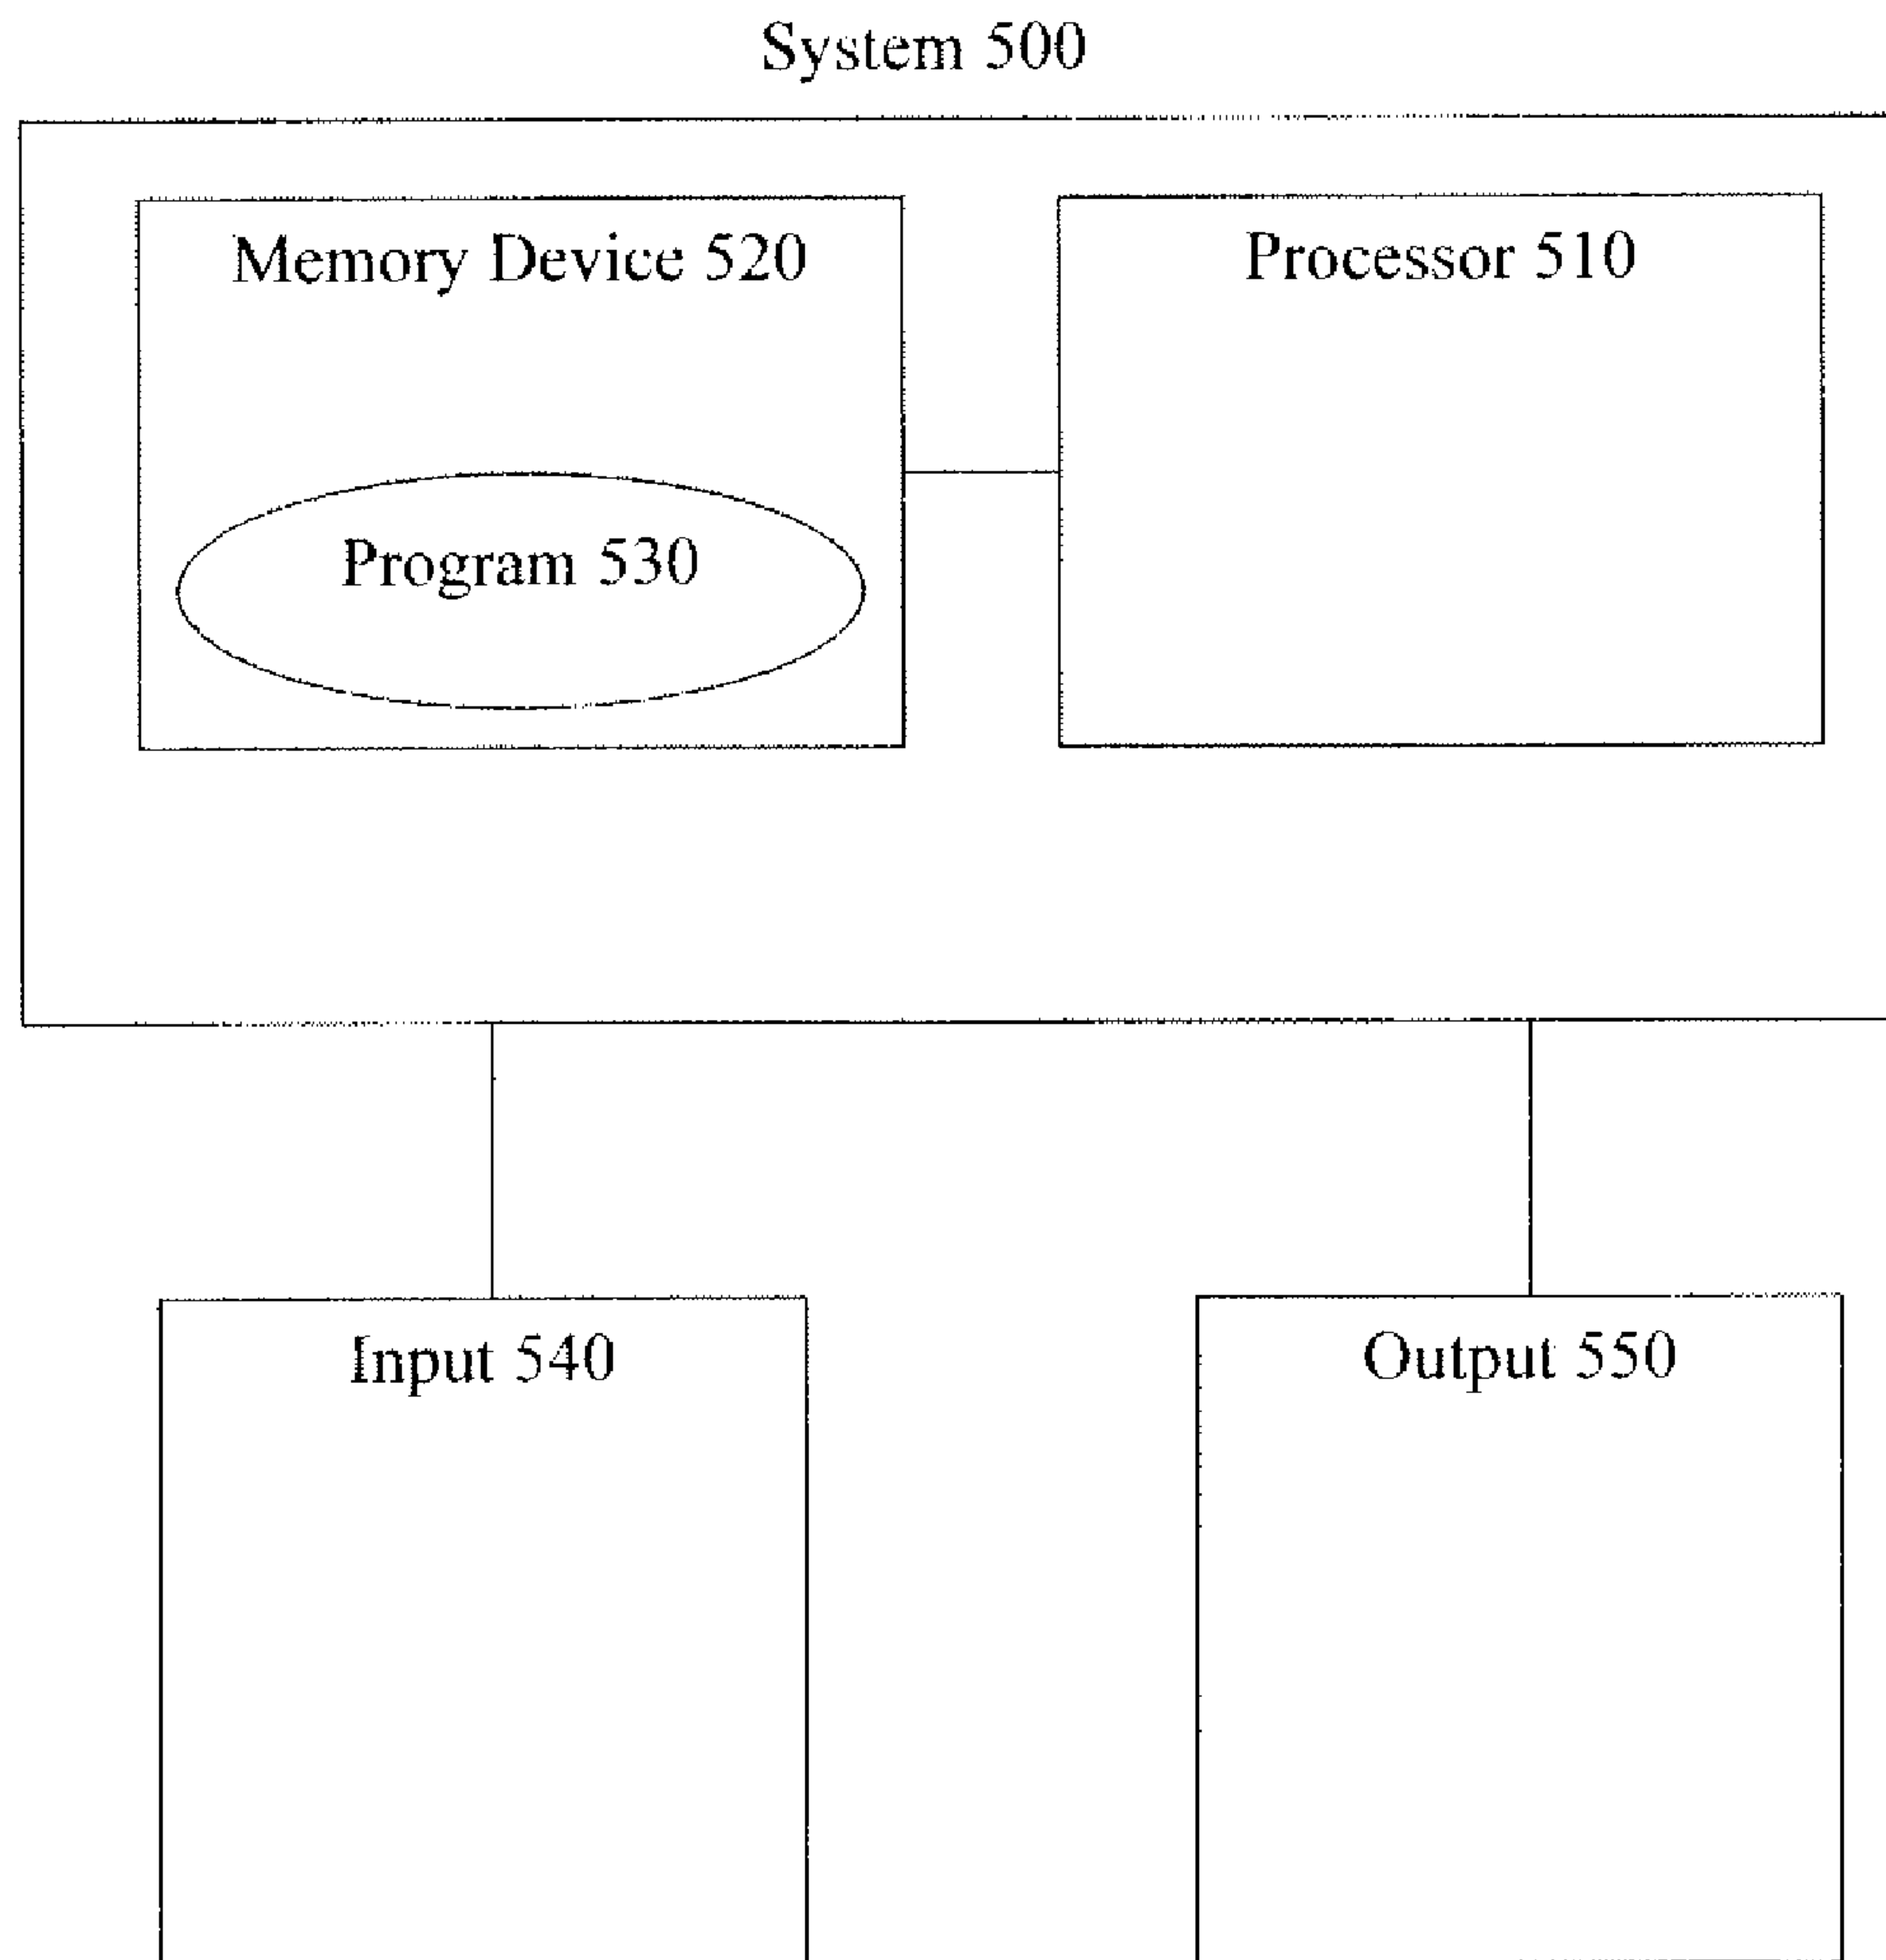 System 500
Memory Device 520
Processor 510
Program 530
Input 540
Output 550